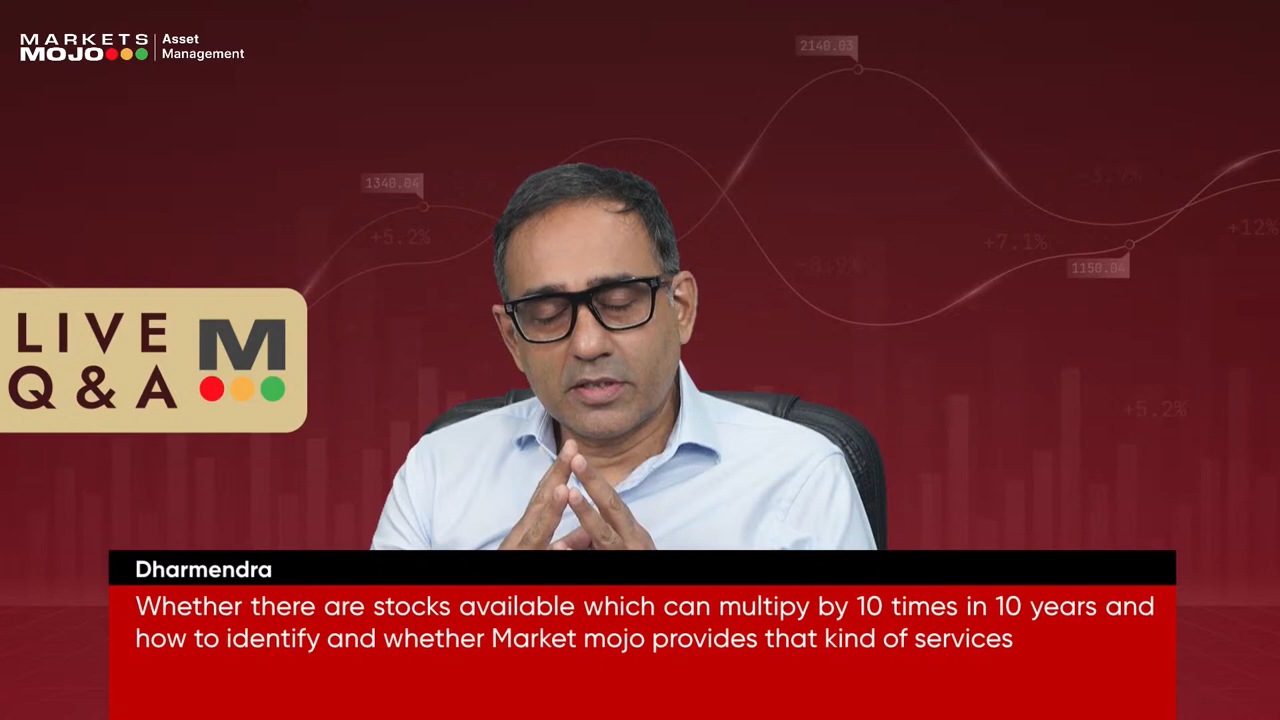 MARKETS
MOJO
Asset
Management
2140.03
1340.04
+5.2%
+7.1%
+12%
1150.04
+5.2%
LIVE
Q & A
M
Dharmendra
Whether there are stocks available which can multipy by 10 times in 10 years and
how to identify and whether Market mojo provides that kind of services